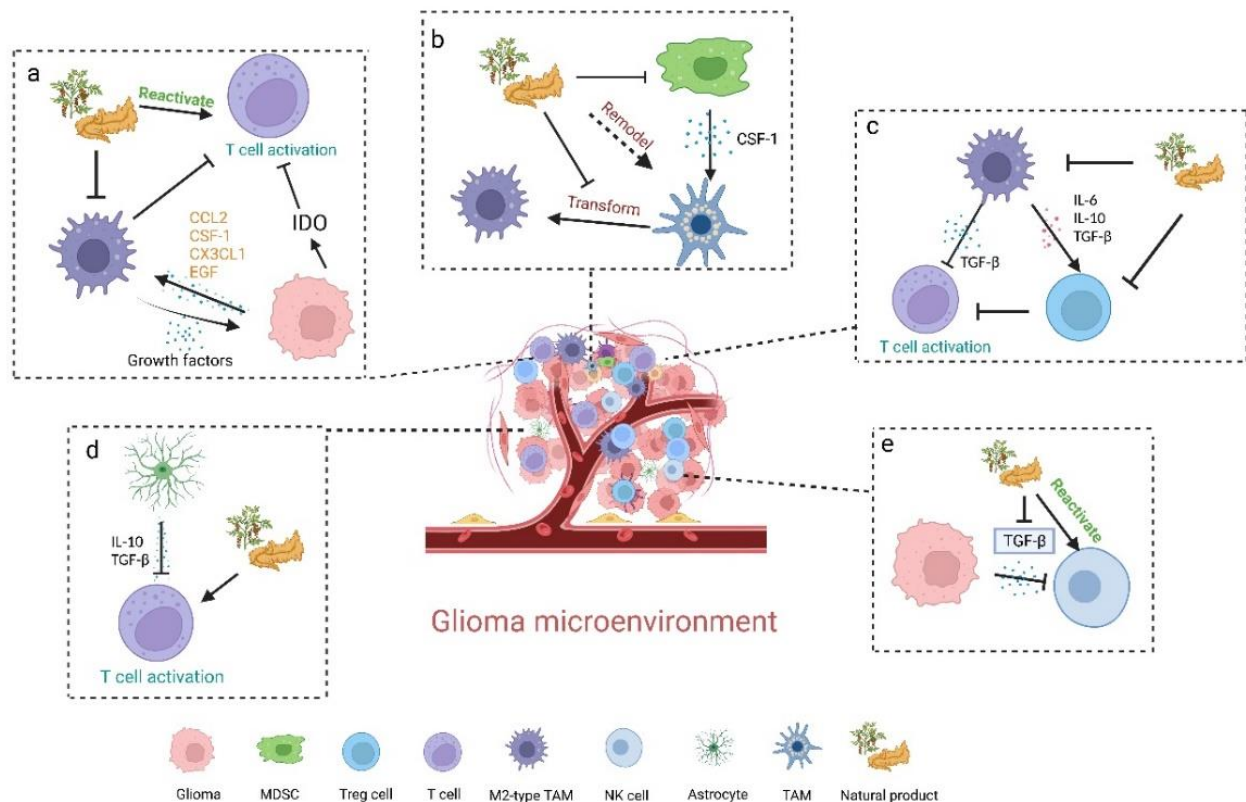 a
Reactivate
T cell activation
CCL2
CSF-1
CX3CL1
EGF
IDO
Growth factors
b
Remodel
CSF-1
Transform
c
IL-6
IL-10
TGF-β
TGF-β
T cell activation
d
IL-10
TGF-β
T cell activation
e
Reactivate
TGF-β
Glioma microenvironment
Glioma MDSC Treg cell T cell M2-type TAM NK cell Astrocyte TAM Natural product